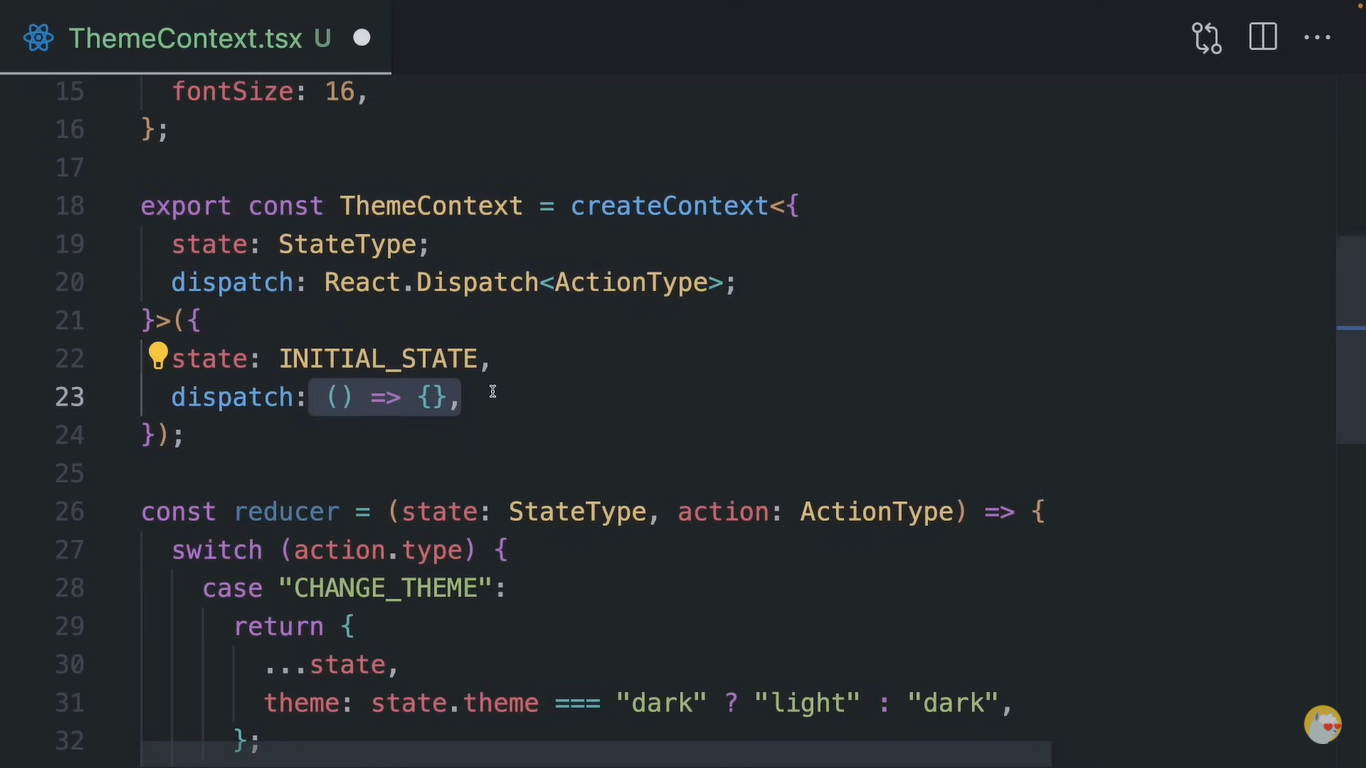 ThemeContext.tsx U
15 fontSize: 16,
16 };
17
18 export const ThemeContext = createContext<{
19 state: StateType;
20 dispatch: React.Dispatch<ActionType>;
21 }>({
22 state: INITIAL_STATE,
23 dispatch: () => {},
24 });
25
26 const reducer = (state: StateType, action: ActionType) => {
27 switch (action.type) {
28 case "CHANGE_THEME":
29 return {
30 ...state,
31 theme: state.theme === "dark" ? "light" : "dark",
32 };